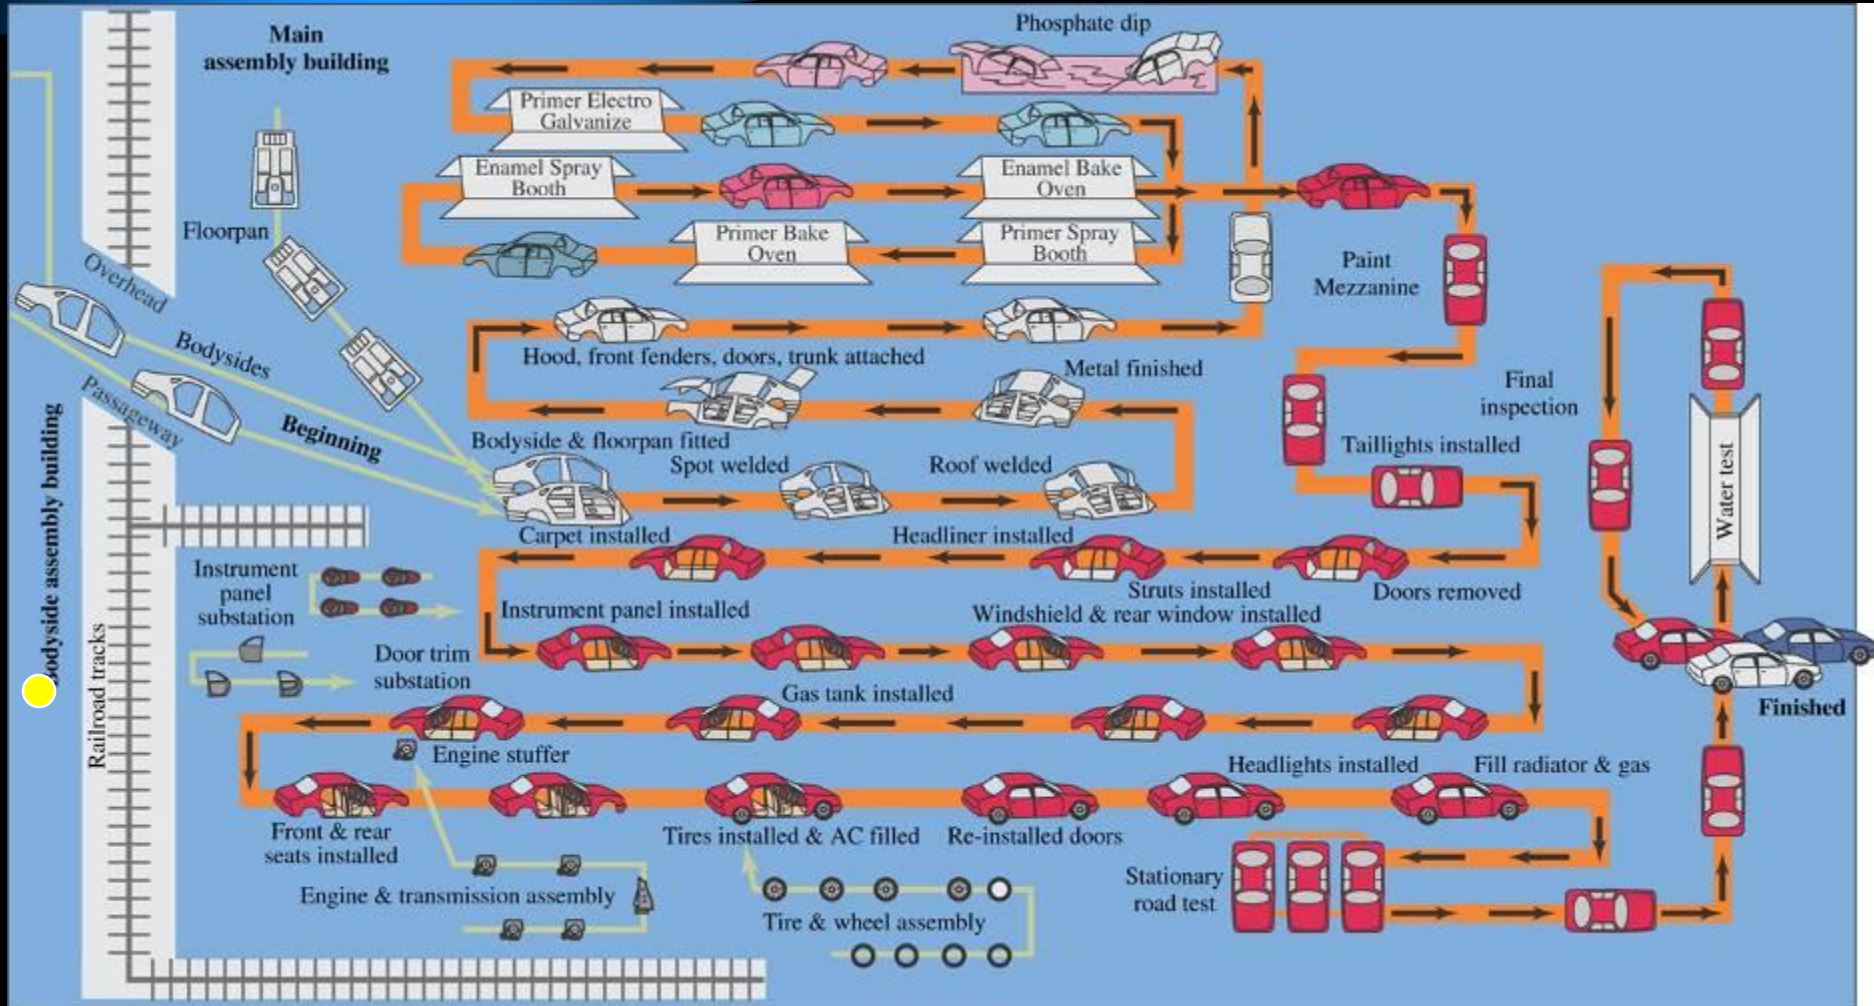 Main
assembly building
Phosphate dip
Primer Electro
Galvanize
Enamel Spray
Booth
Enamel Bake
Oven
Primer Bake
Oven
Primer Spray
Booth
Floorpan
Paint
Mezzanine
Overhead
Bodysides
Passageway
Beginning
Hood, front fenders, doors, trunk attached
Metal finished
Final
inspection
Bodyside & floorpan fitted
Spot welded
Roof welded
Taillights installed
Water test
Bodyside assembly building
Railroad tracks
Carpet installed
Headliner installed
Struts installed
Doors removed
Instrument
panel
substation
Instrument panel installed
Windshield & rear window installed
Door trim
substation
Gas tank installed
Finished
Engine stuffer
Headlights installed
Fill radiator & gas
Front & rear
seats installed
Tires installed & AC filled
Re-installed doors
Engine & transmission assembly
Tire & wheel assembly
Stationary
road test